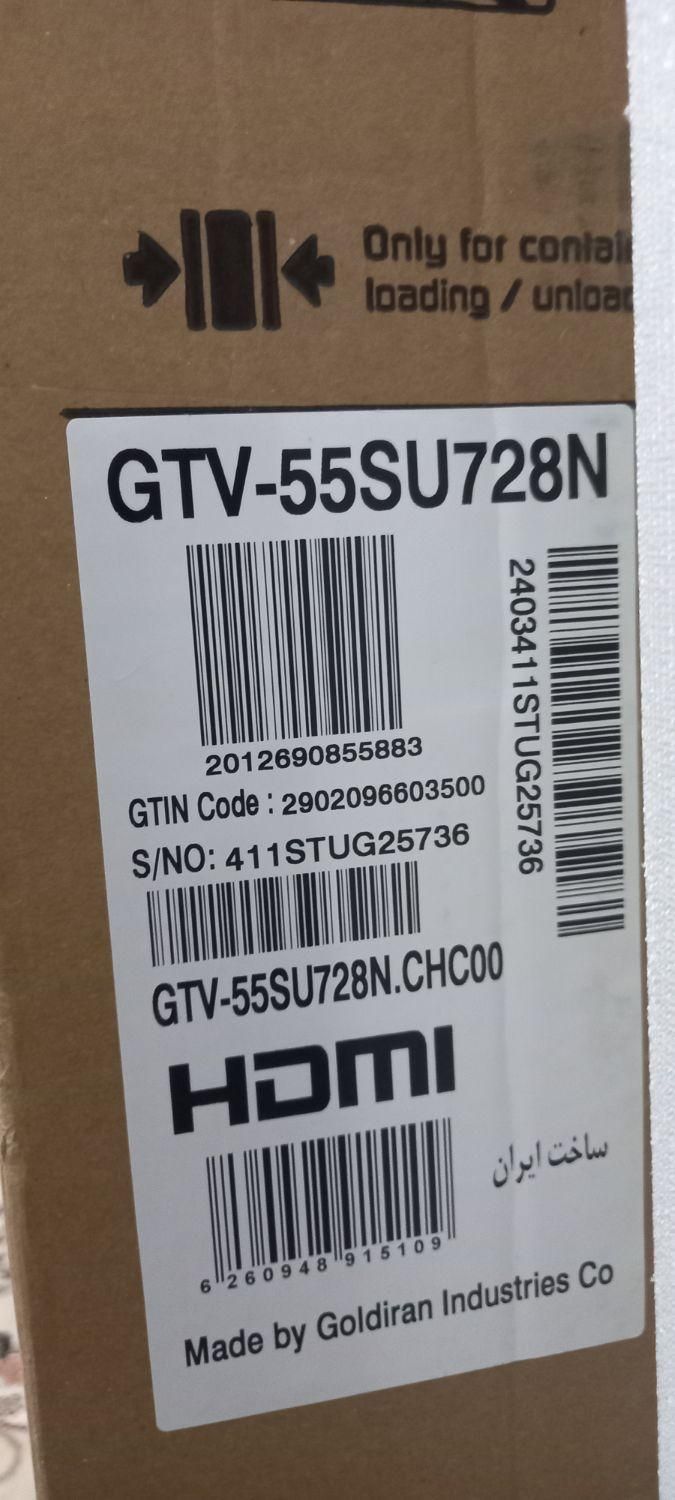 Only for contai
loading / unloa
GTV-55SU728N
2012690855883
2403411STUG25736
GTIN Code : 2902096603500
S/NO: 411STUG25736
GTV-55SU728N.CHC00
HDMI
ساخت ایران
6 260948 915109
Made by Goldiran Industries Co